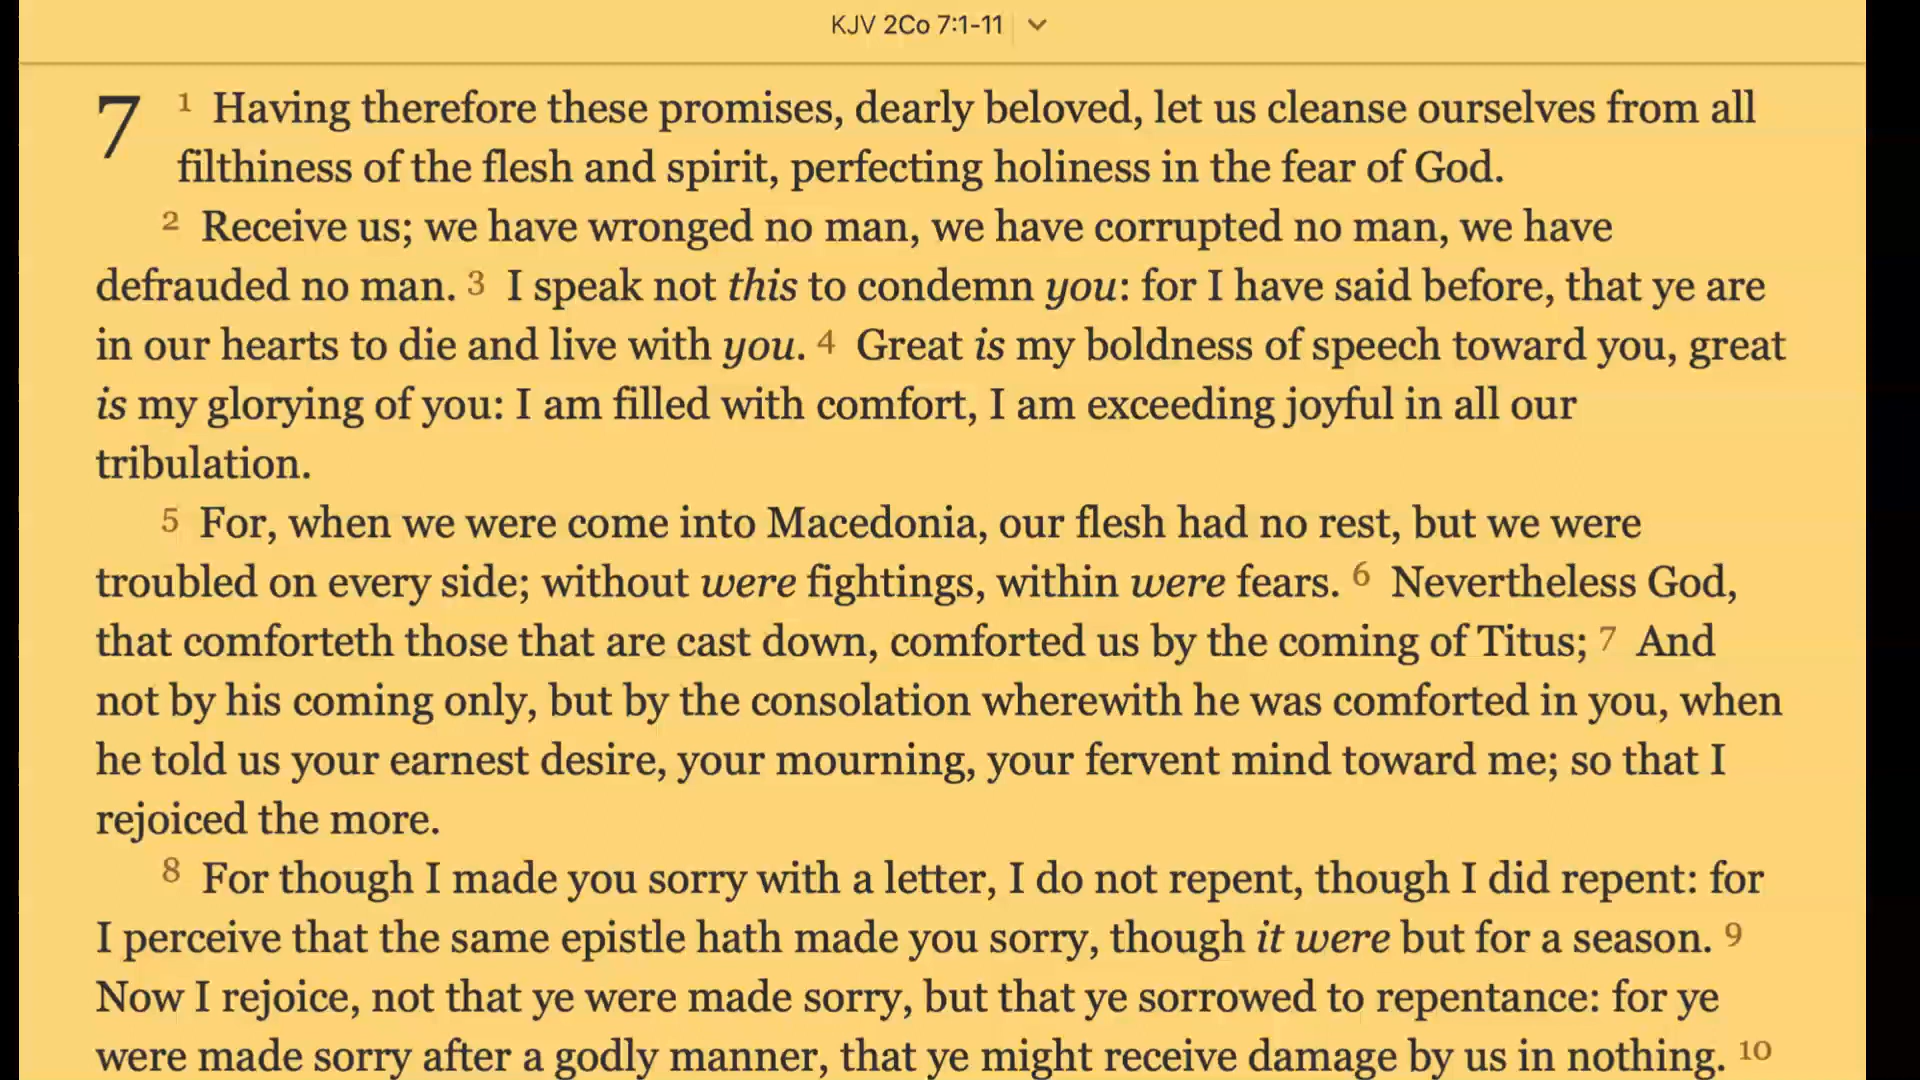 KJV 2Co 7:1-11
7 1 Having therefore these promises, dearly beloved, let us cleanse ourselves from all
filthiness of the flesh and spirit, perfecting holiness in the fear of God.
2 Receive us; we have wronged no man, we have corrupted no man, we have
defrauded no man. 3 I speak not this to condemn you: for I have said before, that ye are
in our hearts to die and live with you. 4 Great is my boldness of speech toward you, great
is my glorying of you: I am filled with comfort, I am exceeding joyful in all our
tribulation.
5 For, when we were come into Macedonia, our flesh had no rest, but we were
troubled on every side; without were fightings, within were fears. 6 Nevertheless God,
that comforteth those that are cast down, comforted us by the coming of Titus; 7 And
not by his coming only, but by the consolation wherewith he was comforted in you, when
he told us your earnest desire, your mourning, your fervent mind toward me; so that I
rejoiced the more.
8 For though I made you sorry with a letter, I do not repent, though I did repent: for
I perceive that the same epistle hath made you sorry, though it were but for a season. 9
Now I rejoice, not that ye were made sorry, but that ye sorrowed to repentance: for ye
were made sorry after a godly manner, that ye might receive damage by us in nothing. 10